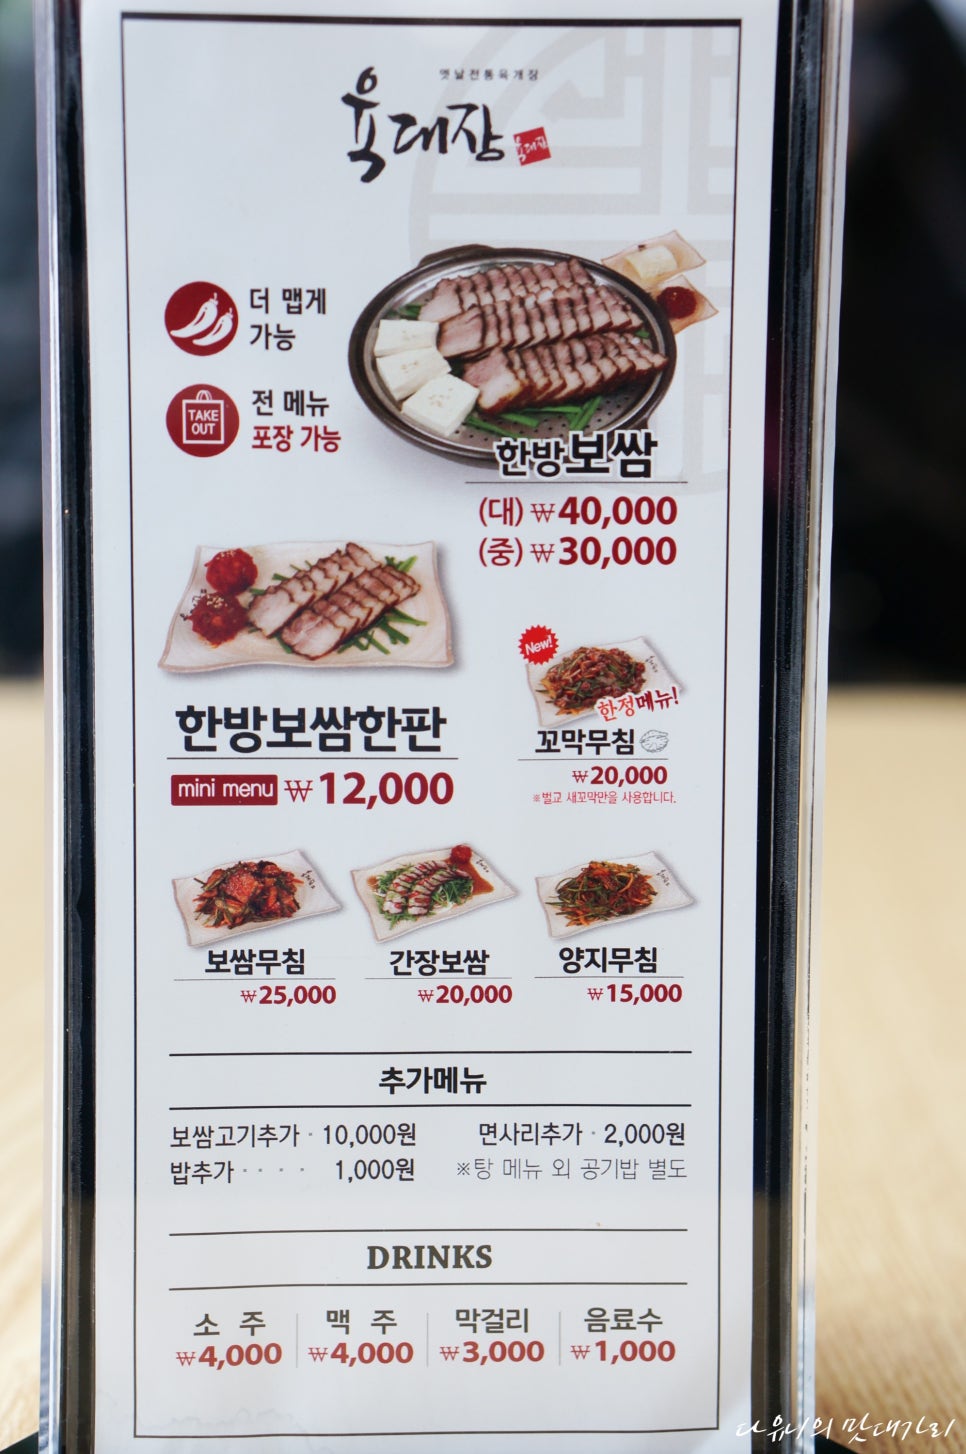 옛날전통육개장
육대장
육대장
더 맵게
가능
TAKE
OUT
전 메뉴
포장 가능
한방보쌈
(대) ₩40,000
(중) ₩30,000
한방보쌈한판
mini menu ₩12,000
New!
한정메뉴!
꼬막무침
₩20,000
※벌교 새꼬막만을 사용합니다.
보쌈무침
₩25,000
간장보쌈
₩20,000
양지무침
₩15,000
추가메뉴
보쌈고기추가 · 10,000원
면사리추가 · 2,000원
밥추가 · · · · 1,000원
※탕 메뉴 외 공기밥 별도
DRINKS
소 주
₩4,000
맥 주
₩4,000
막걸리
₩3,000
음료수
₩1,000
다유니의 맛대가리